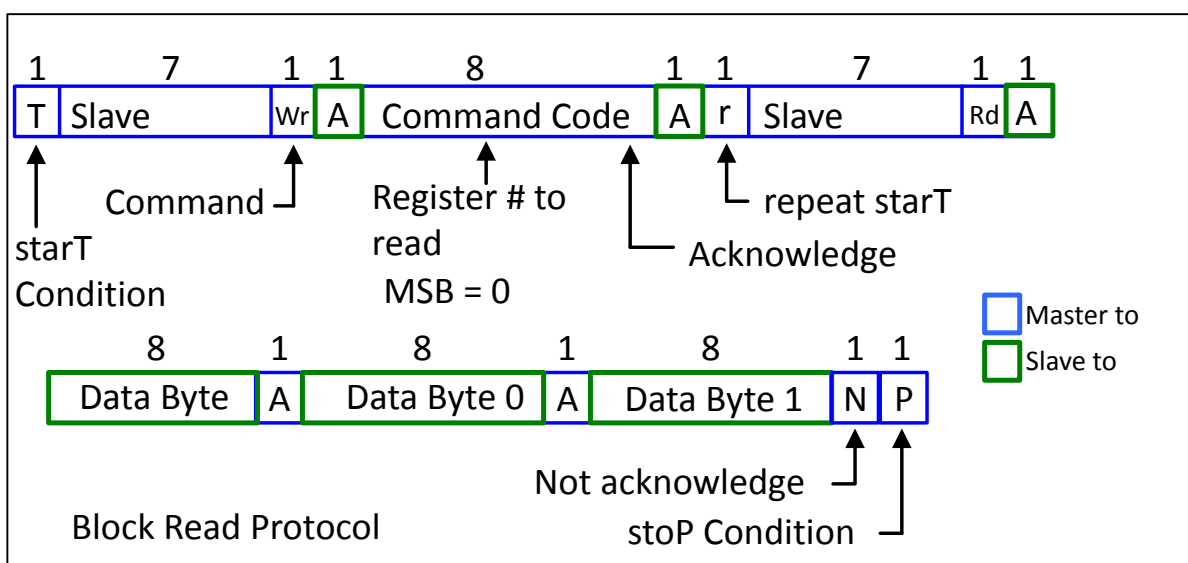 1 7 1 1 8 1 1 7 1 1
T Slave Wr A Command Code A r Slave Rd A
Command
Register # to
read
MSB = 0
repeat starT
Acknowledge
starT
Condition
Master to
Slave to
8 1 8 1 8 1 1
Data Byte A Data Byte 0 A Data Byte 1 N P
Not acknowledge
stoP Condition
Block Read Protocol